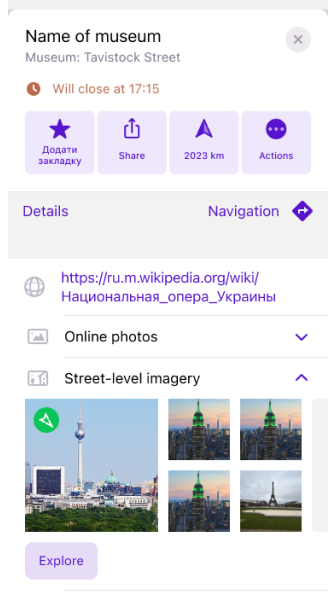 Name of museum
Museum: Tavistock Street
Will close at 17:15
Додати
закладку
Share
2023 km
Actions
Details
Navigation
https://ru.m.wikipedia.org/wiki/
Национальная_опера_Украины
Online photos
Street-level imagery
Explore